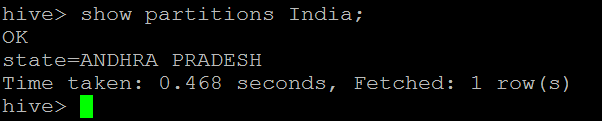 hive> show partitions India;
OK
state=ANDHRA PRADESH
Time taken: 0.468 seconds, Fetched: 1 row(s)
hive>